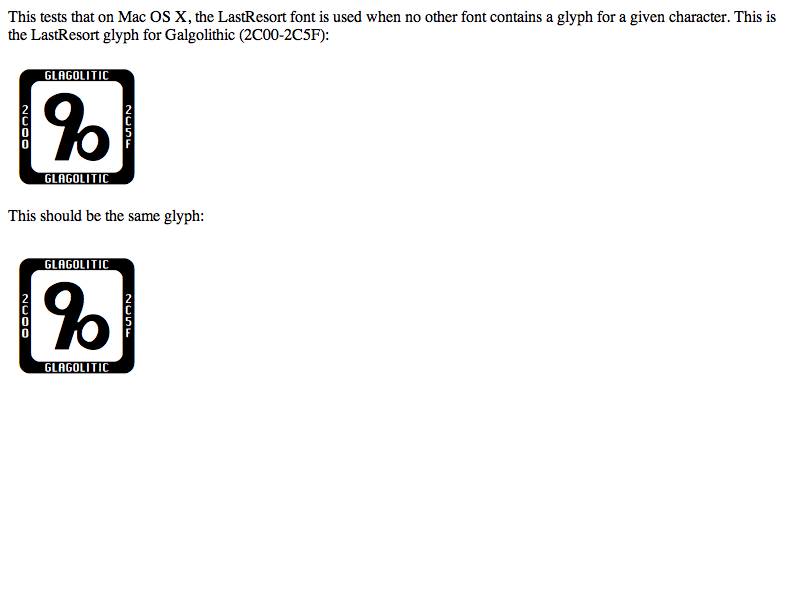 This tests that on Mac OS X, the LastResort font is used when no other font contains a glyph for a given character. This is
the LastResort glyph for Galgolithic (2C00-2C5F):
GLAGOLITIC
2C00
2C5F
GLAGOLITIC
This should be the same glyph:
GLAGOLITIC
2C00
2C5F
GLAGOLITIC